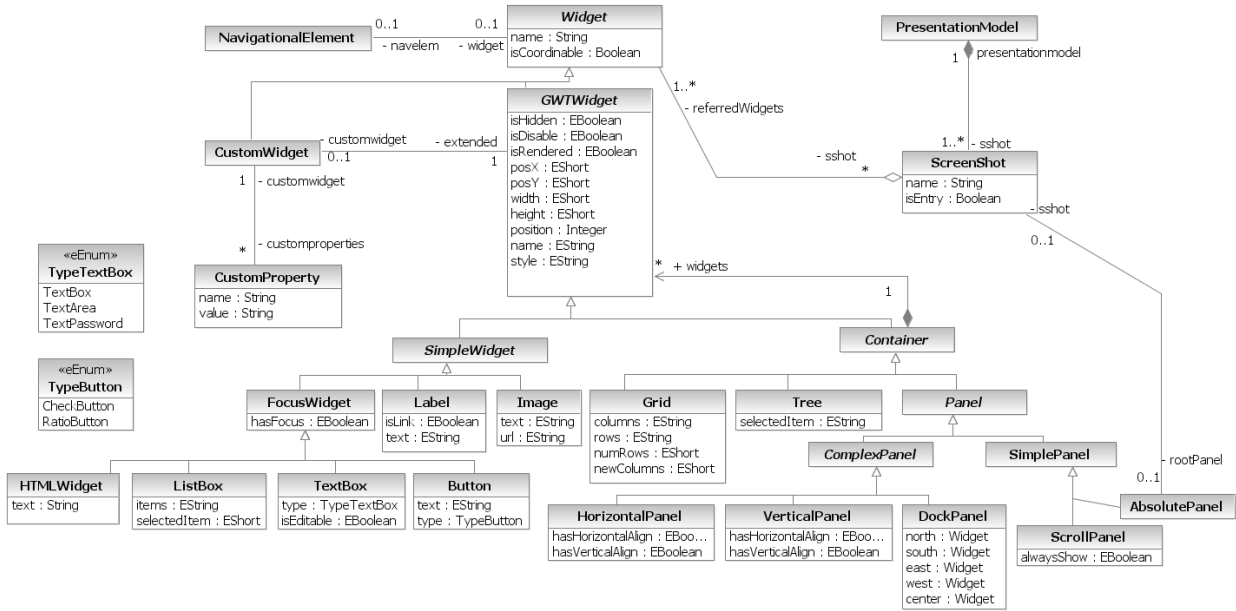 Widget
name : String
isCoordinable : Boolean
NavigationalElement
0..1
0..1
- navelem
- widget
PresentationModel
1
presentationmodel
1..*
- referredWidgets
GWTWidget
isHidden : EBoolean
isDisable : EBoolean
isRendered : EBoolean
posX : EShort
posY : EShort
width : EShort
height : EShort
position : Integer
name : EString
style : EString
CustomWidget
- customwidget
0..1
- extended
1
1
- customwidget
*
- customproperties
CustomProperty
name : String
value : String
1..*
- sshot
- sshot
*
ScreenShot
name : String
isEntry : Boolean
- sshot
0..1
«eEnum»
TypeTextBox
TextBox
TextArea
TextPassword
*
+ widgets
1
SimpleWidget
Container
«eEnum»
TypeButton
CheckButton
RatioButton
FocusWidget
hasFocus : EBoolean
Label
isLink : EBoolean
text : EString
Image
text : EString
url : EString
Grid
columns : EString
rows : EString
numRows : EShort
newColumns : EShort
Tree
selectedItem : EString
Panel
ComplexPanel
SimplePanel
- rootPanel
0..1
AbsolutePanel
HTMLWidget
text : String
ListBox
items : EString
selectedItem : EShort
TextBox
type : TypeTextBox
isEditable : EBoolean
Button
text : EString
type : TypeButton
HorizontalPanel
hasHorizontalAlign : EBoo...
hasVerticalAlign : EBoolean
VerticalPanel
hasHorizontalAlign : EBoo...
hasVerticalAlign : EBoolean
DockPanel
north : Widget
south : Widget
east : Widget
west : Widget
center : Widget
ScrollPanel
alwaysShow : EBoolean